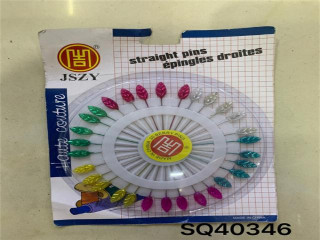 straight pins
épingles droites
JSZY
Haute couture
SQ40346